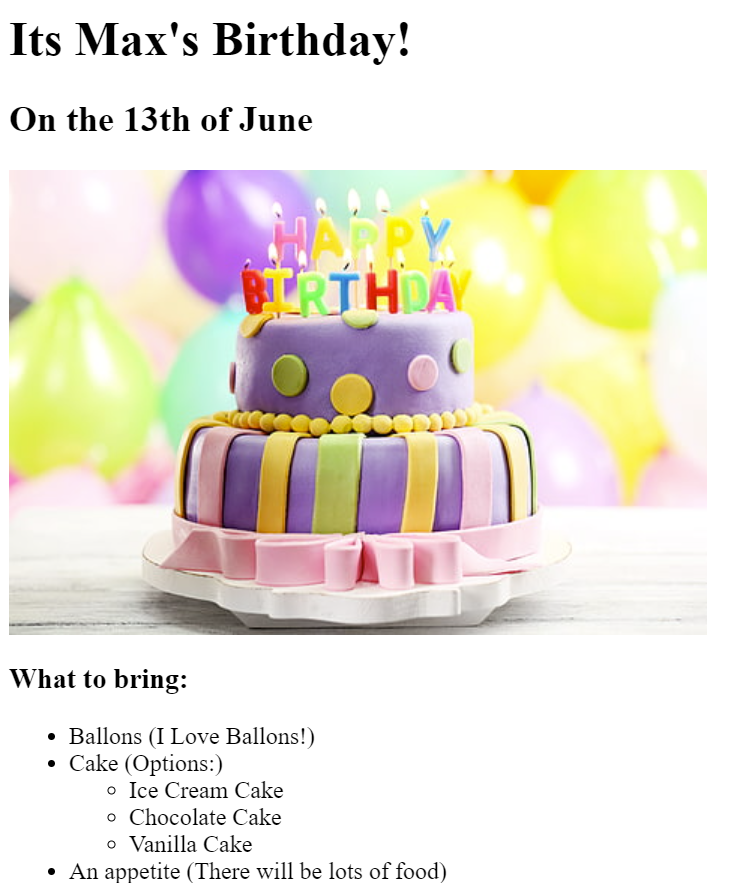 Its Max's Birthday!
On the 13th of June
HAPPY
BIRTHDAY
What to bring:
Ballons (I Love Ballons!)
Cake (Options:)
Ice Cream Cake
Chocolate Cake
Vanilla Cake
An appetite (There will be lots of food)